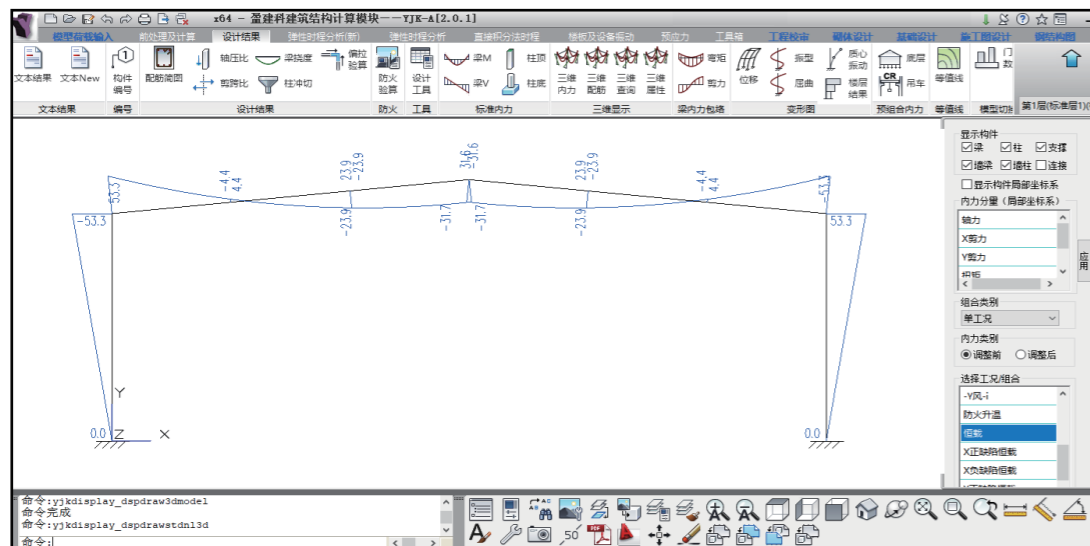 x64 - 盈建科建筑结构计算模块--YJK-A[2.0.1]
模型荷载输入 前处理及计算 设计结果 弹性时程分析(新) 弹性时程分析 直接积分法时程 楼板及设备振动 预应力 工具箱 工程校审 砌体设计 基础设计 施工图设计 钢结构图
文本结果 文本New 构件编号 配筋简图 轴压比 梁挠度 偏拉验算 防火验算 设计工具 梁M 柱顶 三维内力 三维配筋 三维查询 三维属性 弯矩 位移 振型 质心振动 底层 等值线
剪跨比 柱冲切 梁V 柱底 剪力 屈曲 楼层结果 CR 吊车
文本结果 编号 设计结果 防火 工具 标准内力 三维显示 梁内力包络 变形图 预组合内力 等值线 模型切 第1层(标准层1)(
显示构件
梁 柱 支撑
墙梁 墙柱 连接
显示构件局部坐标系
内力分量(局部坐标系)
轴力
X剪力
Y剪力
扭矩
应用
组合类别
单工况
内力类别
调整前 调整后
选择工况/组合
-Y风-i
防火升温
恒载
X正缺陷恒载
X负缺陷恒载
Y正缺陷恒载
53.3
-53.3
-4.4
4.4
23.9
-23.9
-23.9
31.6
-31.6
-31.7
-31.7
23.9
-23.9
-23.9
-4.4
4.4
-53.3
53.3
Y
0.0 Z X
0.0
命令:yjkdisplay_dspdraw3dmodel
命令完成
命令:yjkdisplay_dspdrawstdnl3d
命令: